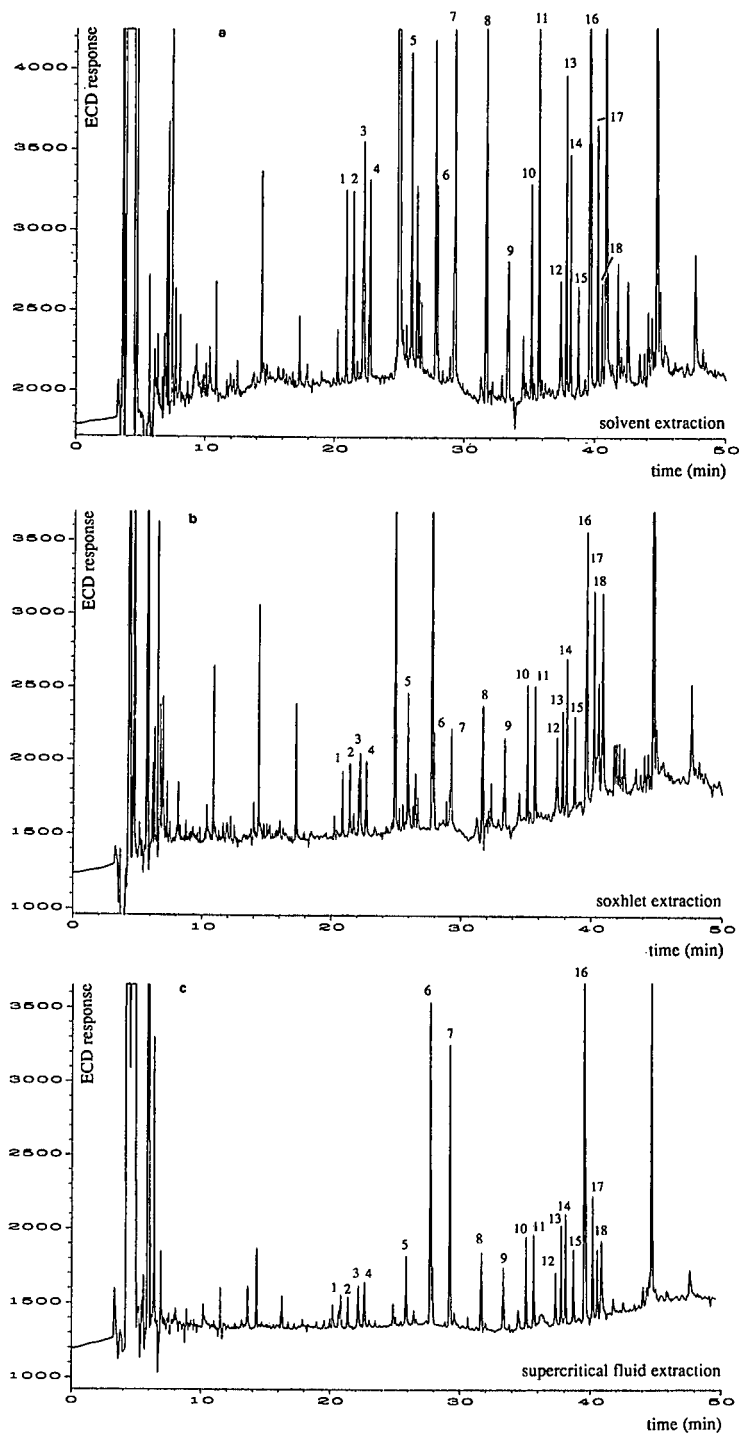 a
ECD response
4000
3500
3000
2500
2000
1 2 3 4 5 6 7 8 9 10 11 12 13 14 15 16 17 18
0 10 20 30 40 50
solvent extraction
time (min)
b
ECD response
3500
3000
2500
2000
1500
1000
1 2 3 4 5 6 7 8 9 10 11 12 13 14 15 16 17 18
0 10 20 30 40 50
soxhlet extraction
time (min)
c
ECD response
3500
3000
2500
2000
1500
1000
1 2 3 4 5 6 7 8 9 10 11 12 13 14 15 16 17 18
0 10 20 30 40 50
supercritical fluid extraction
time (min)